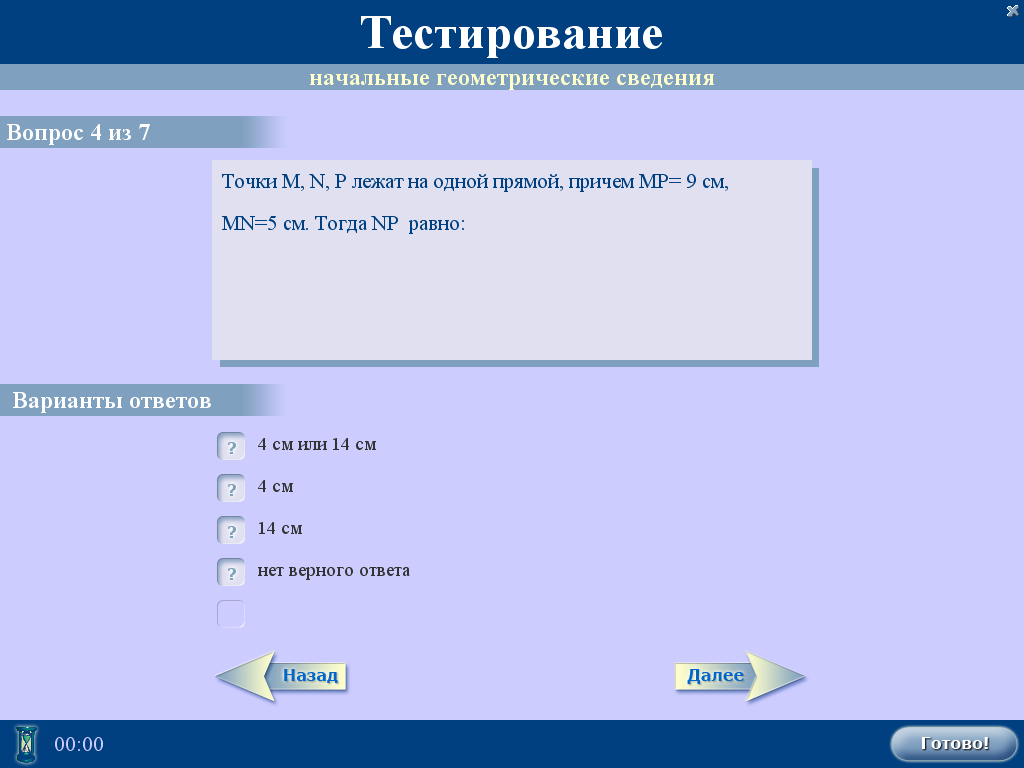 Тестирование
начальные геометрические сведения
Вопрос 4 из 7
Точки M, N, P лежат на одной прямой, причем MP= 9 см,
MN=5 см. Тогда NP равно:
Варианты ответов
? 4 см или 14 см
? 4 см
? 14 см
? нет верного ответа
Назад
Далее
00:00
Готово!